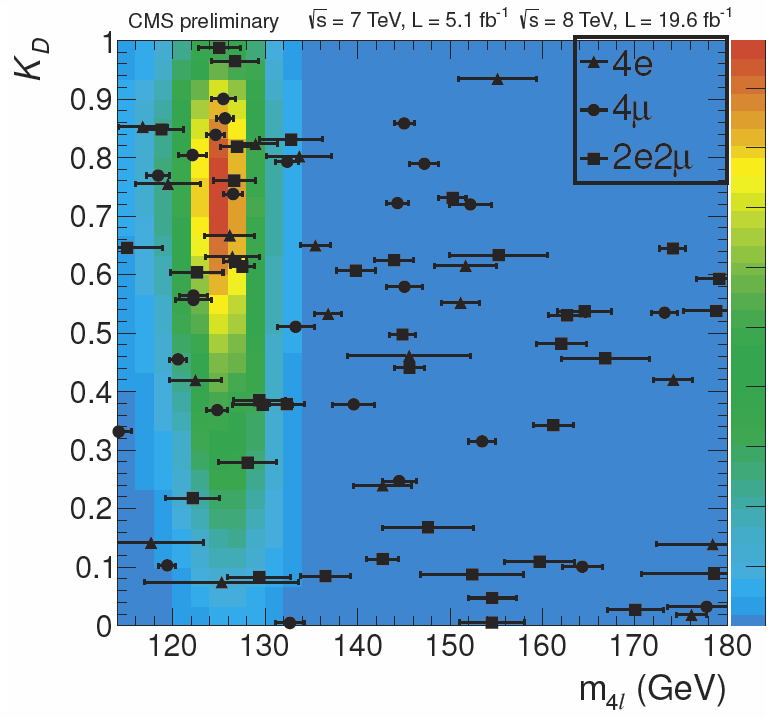 CMS preliminary √s = 7 TeV, L = 5.1 fb⁻¹ √s = 8 TeV, L = 19.6 fb⁻¹
K_D
4e
4μ
2e2μ
1
0.9
0.8
0.7
0.6
0.5
0.4
0.3
0.2
0.1
0
120 130 140 150 160 170 180
m_4l (GeV)